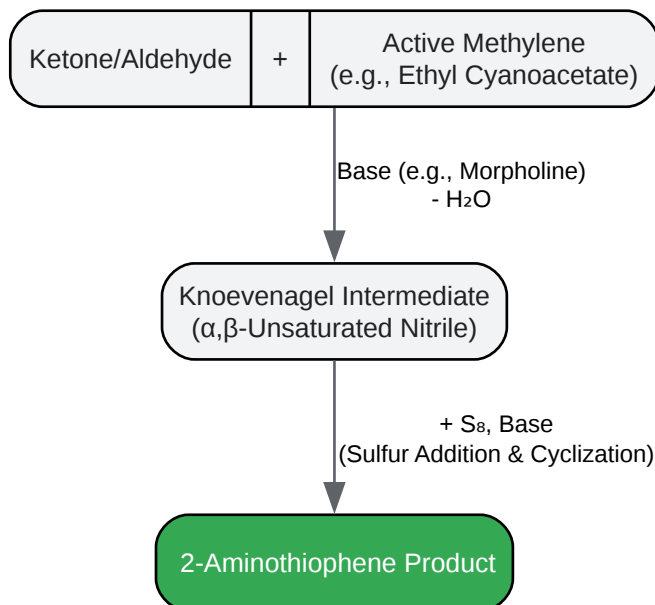 Ketone/Aldehyde
+
Active Methylene
(e.g., Ethyl Cyanoacetate)
Base (e.g., Morpholine)
- H₂O
Knoevenagel Intermediate
(α,β-Unsaturated Nitrile)
+ S₈, Base
(Sulfur Addition & Cyclization)
2-Aminothiophene Product